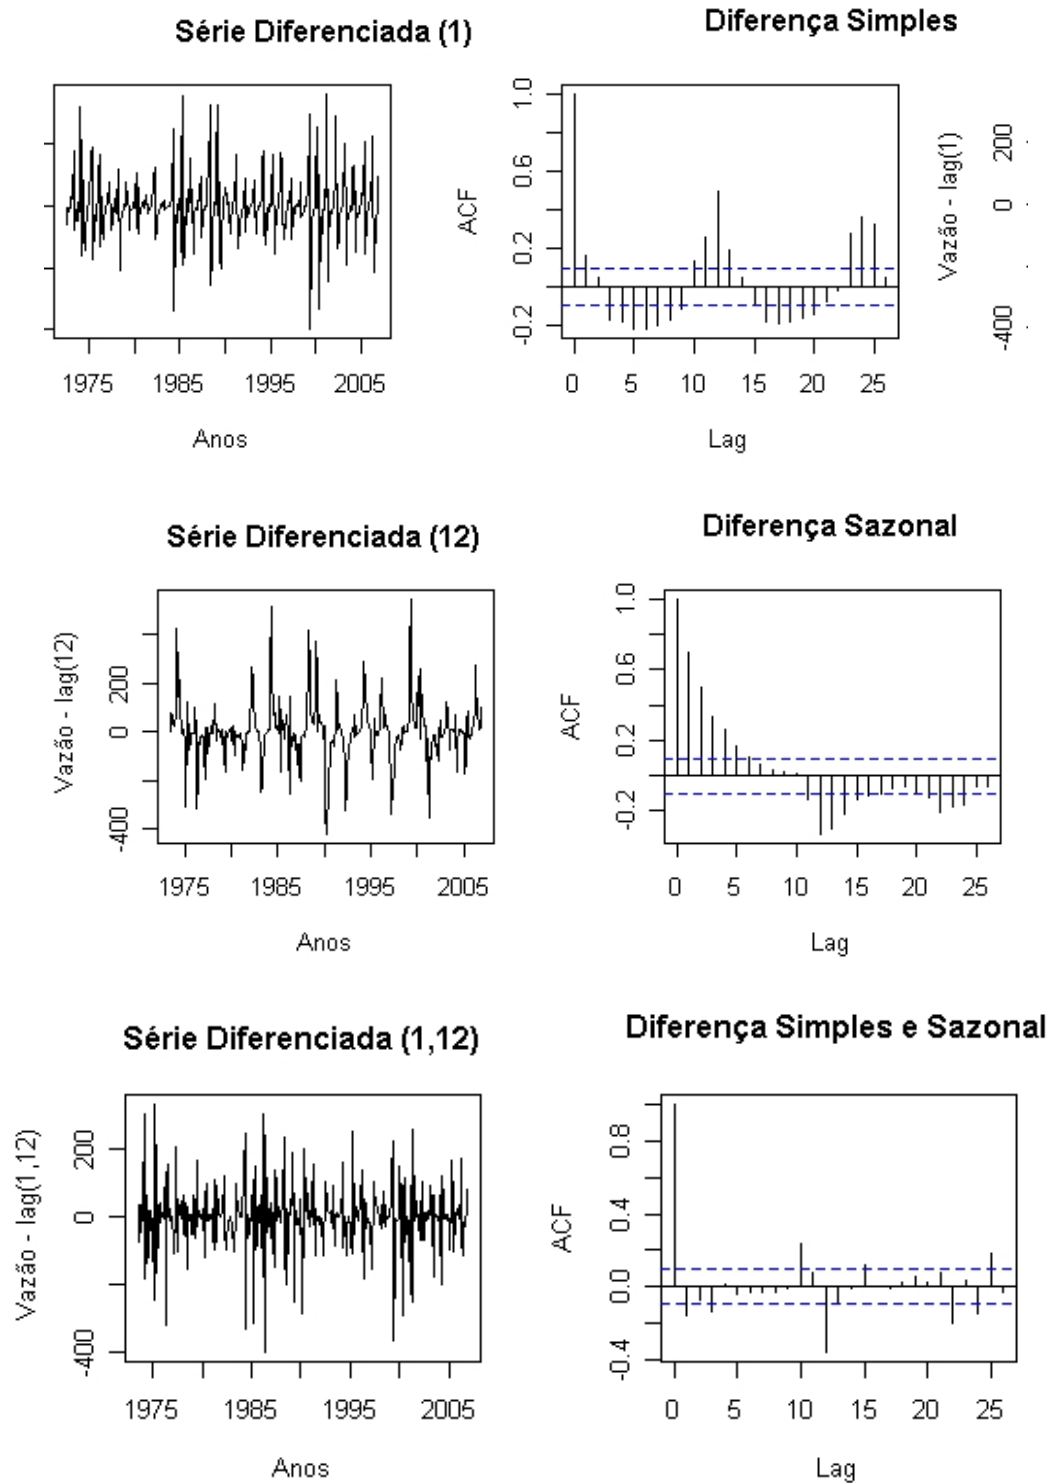 Série Diferenciada (1)
Diferença Simples
1975 1985 1995 2005
Anos
ACF
-0.2 0.2 0.6 1.0
0 5 10 15 20 25
Lag
Vazão - lag(1)
-400 0 200
Série Diferenciada (12)
Diferença Sazonal
Vazão - lag(12)
-400 0 200
1975 1985 1995 2005
Anos
ACF
-0.2 0.2 0.6 1.0
0 5 10 15 20 25
Lag
Série Diferenciada (1,12)
Diferença Simples e Sazonal
Vazão - lag(1,12)
-400 0 200
1975 1985 1995 2005
Anos
ACF
-0.4 0.0 0.4 0.8
0 5 10 15 20 25
Lag